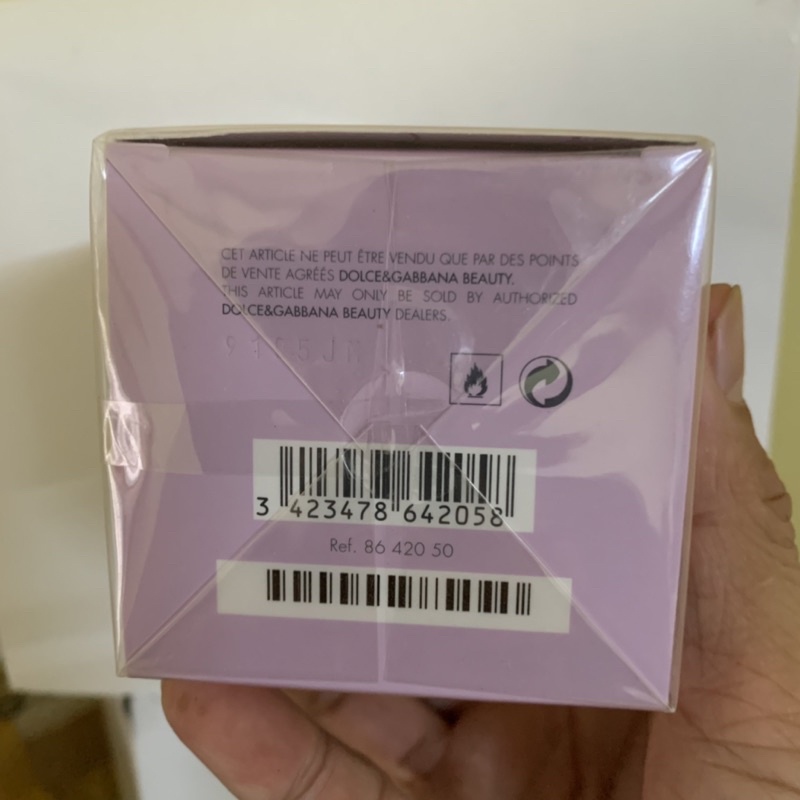 CET ARTICLE NE PEUT ÊTRE VENDU QUE PAR DES POINTS
DE VENTE AGRÉÉS DOLCE&GABBANA BEAUTY.
THIS ARTICLE MAY ONLY BE SOLD BY AUTHORIZED
DOLCE&GABBANA BEAUTY DEALERS.
3 423478 642058
Ref. 86 420 50